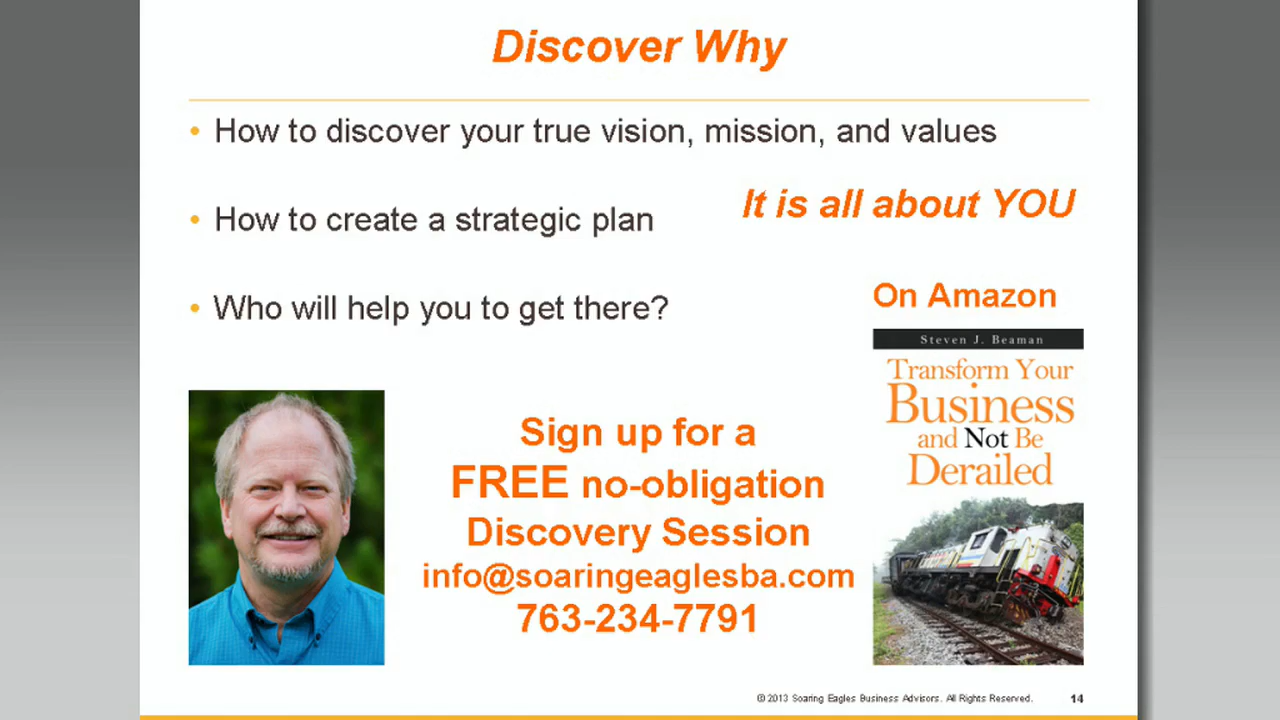 Discover Why
• How to discover your true vision, mission, and values
It is all about YOU
• How to create a strategic plan
• Who will help you to get there?
On Amazon
Steven J. Beaman
Transform Your
Business
and Not Be
Derailed
Sign up for a
FREE no-obligation
Discovery Session
info@soaringeaglesba.com
763-234-7791
© 2013 Soaring Eagles Business Advisors. All Rights Reserved.
14